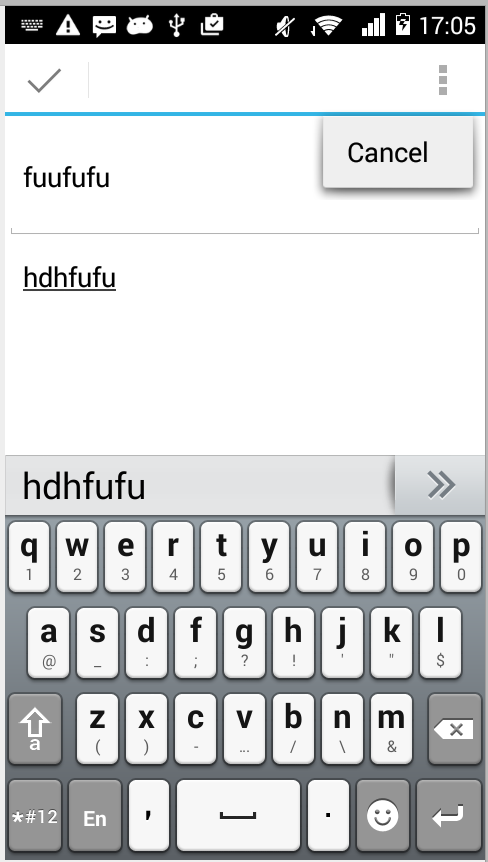 17:05
Cancel
fuufufu
hdhfufu
hdhfufu
q w e r t y u i o p
1 2 3 4 5 6 7 8 9 0
a s d f g h j k l
@ _ : ; ? ! ' " $
a z x c v b n m
( ) - ... / \ &
*#12 En , .